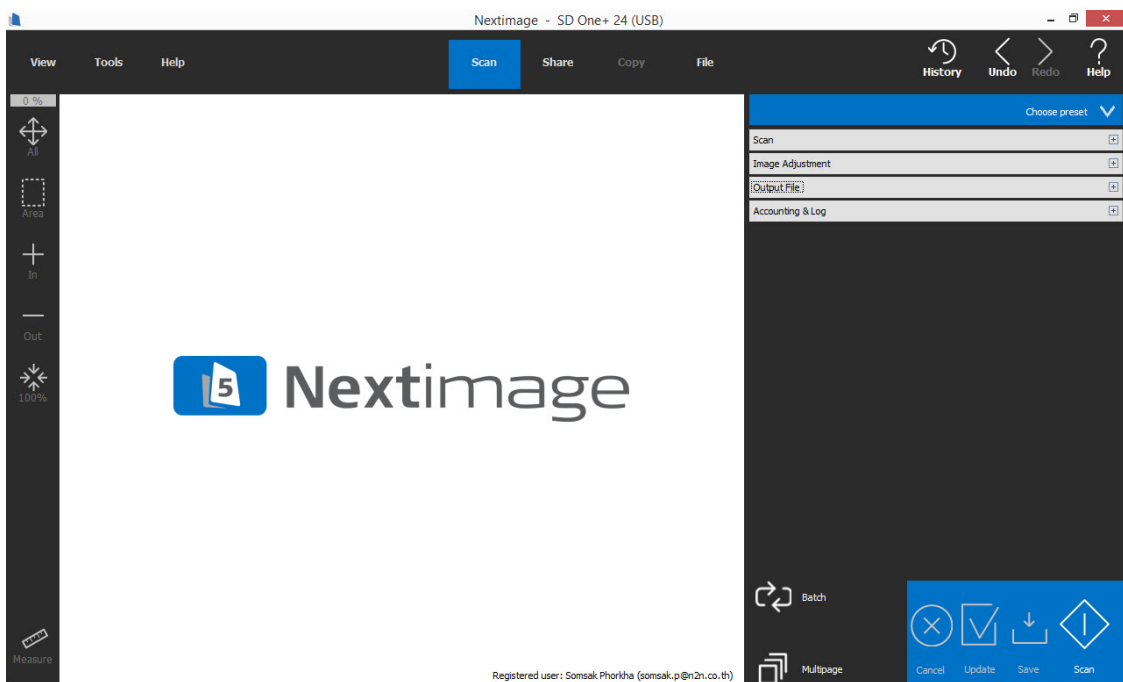 Nextimage - SD One+ 24 (USB)
View Tools Help Scan Share Copy File History Undo Redo Help
0 %
All
Area
In
Out
100%
Measure
5 Nextimage
Registered user: Somsak Phorkha (somsak.p@n2n.co.th)
Choose preset
Scan
Image Adjustment
Output File
Accounting & Log
Batch
Multipage
Cancel Update Save Scan